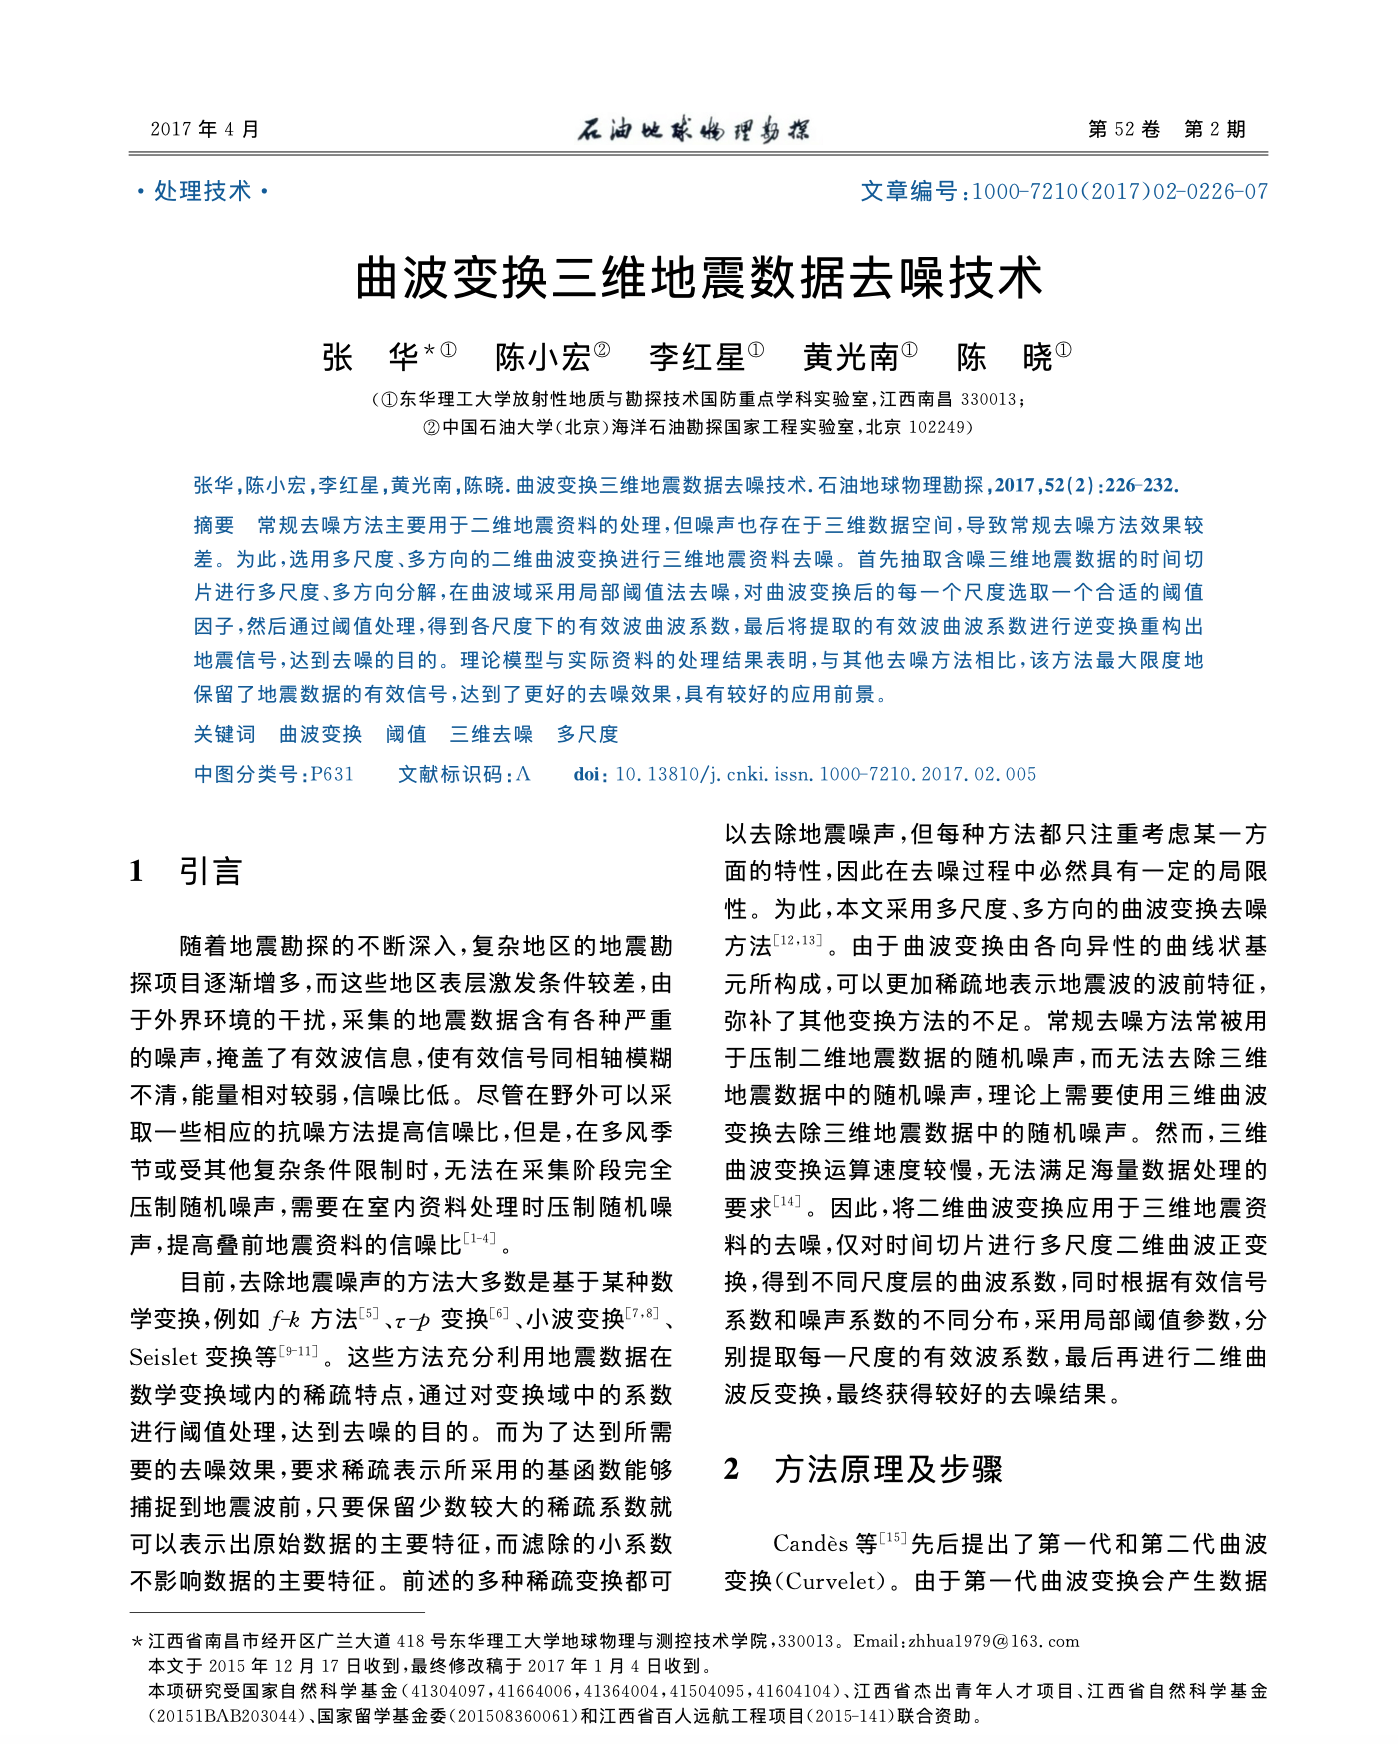 2017 年 4 月
石油地球物理勘探
第 52 卷 第 2 期
·处理技术·
文章编号:1000-7210(2017)02-0226-07
曲波变换三维地震数据去噪技术
张 华*① 陈小宏② 李红星① 黄光南① 陈 晓①
(①东华理工大学放射性地质与勘探技术国防重点学科实验室,江西南昌 330013;
②中国石油大学(北京)海洋石油勘探国家工程实验室,北京 102249)
张华,陈小宏,李红星,黄光南,陈晓.曲波变换三维地震数据去噪技术.石油地球物理勘探,2017,52(2):226-232.
摘要 常规去噪方法主要用于二维地震资料的处理,但噪声也存在于三维数据空间,导致常规去噪方法效果较
差。为此,选用多尺度、多方向的二维曲波变换进行三维地震资料去噪。首先抽取含噪三维地震数据的时间切
片进行多尺度、多方向分解,在曲波域采用局部阈值法去噪,对曲波变换后的每一个尺度选取一个合适的阈值
因子,然后通过阈值处理,得到各尺度下的有效波曲波系数,最后将提取的有效波曲波系数进行逆变换重构出
地震信号,达到去噪的目的。理论模型与实际资料的处理结果表明,与其他去噪方法相比,该方法最大限度地
保留了地震数据的有效信号,达到了更好的去噪效果,具有较好的应用前景。
关键词 曲波变换 阈值 三维去噪 多尺度
中图分类号:P631 文献标识码:A doi: 10.13810/j.cnki.issn.1000-7210.2017.02.005
1 引言
随着地震勘探的不断深入,复杂地区的地震勘
探项目逐渐增多,而这些地区表层激发条件较差,由
于外界环境的干扰,采集的地震数据含有各种严重
的噪声,掩盖了有效波信息,使有效信号同相轴模糊
不清,能量相对较弱,信噪比低。尽管在野外可以采
取一些相应的抗噪方法提高信噪比,但是,在多风季
节或受其他复杂条件限制时,无法在采集阶段完全
压制随机噪声,需要在室内资料处理时压制随机噪
声,提高叠前地震资料的信噪比[1-4]。
目前,去除地震噪声的方法大多数是基于某种数
学变换,例如 f-k 方法[5]、τ-p 变换[6]、小波变换[7,8]、
Seislet 变换等[9-11]。这些方法充分利用地震数据在
数学变换域内的稀疏特点,通过对变换域中的系数
进行阈值处理,达到去噪的目的。而为了达到所需
要的去噪效果,要求稀疏表示所采用的基函数能够
捕捉到地震波前,只要保留少数较大的稀疏系数就
可以表示出原始数据的主要特征,而滤除的小系数
不影响数据的主要特征。前述的多种稀疏变换都可
以去除地震噪声,但每种方法都只注重考虑某一方
面的特性,因此在去噪过程中必然具有一定的局限
性。为此,本文采用多尺度、多方向的曲波变换去噪
方法[12,13]。由于曲波变换由各向异性的曲线状基
元所构成,可以更加稀疏地表示地震波的波前特征,
弥补了其他变换方法的不足。常规去噪方法常被用
于压制二维地震数据的随机噪声,而无法去除三维
地震数据中的随机噪声,理论上需要使用三维曲波
变换去除三维地震数据中的随机噪声。然而,三维
曲波变换运算速度较慢,无法满足海量数据处理的
要求[14]。因此,将二维曲波变换应用于三维地震资
料的去噪,仅对时间切片进行多尺度二维曲波正变
换,得到不同尺度层的曲波系数,同时根据有效信号
系数和噪声系数的不同分布,采用局部阈值参数,分
别提取每一尺度的有效波系数,最后再进行二维曲
波反变换,最终获得较好的去噪结果。
2 方法原理及步骤
Candès 等[15]先后提出了第一代和第二代曲波
变换(Curvelet)。由于第一代曲波变换会产生数据
*江西省南昌市经开区广兰大道 418 号东华理工大学地球物理与测控技术学院,330013。Email:zhhua1979@163.com
本文于 2015 年 12 月 17 日收到,最终修改稿于 2017 年 1 月 4 日收到。
本项研究受国家自然科学基金(41304097,41664006,41364004,41504095,41604104)、江西省杰出青年人才项目、江西省自然科学基金
(20151BAB203044)、国家留学基金委(201508360061)和江西省百人远航工程项目(2015-141)联合资助。